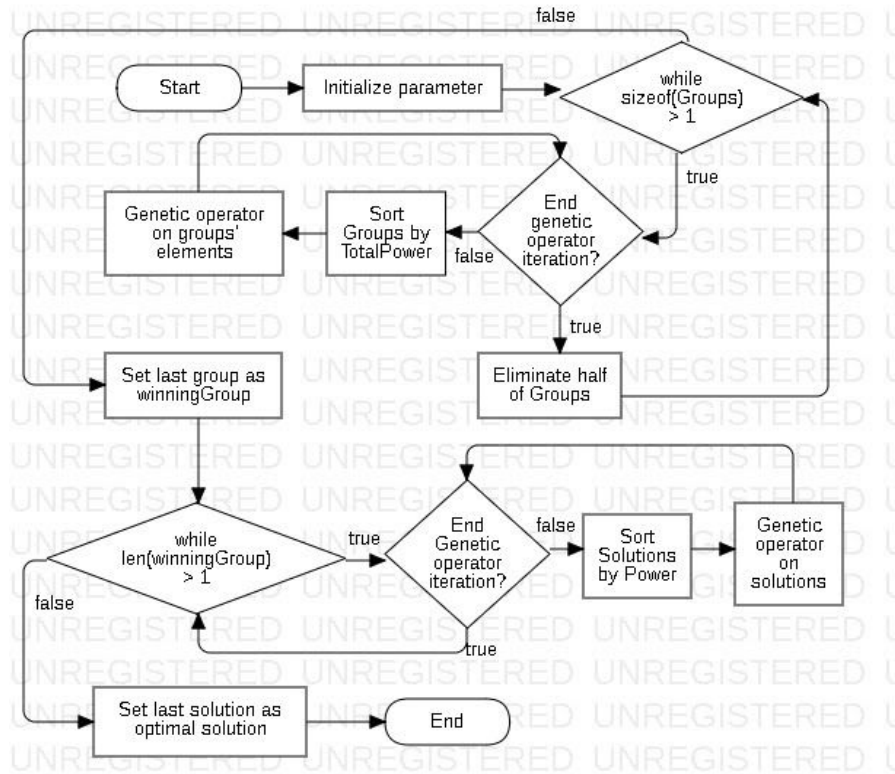 false
Start
Initialize parameter
while
sizeof(Groups)
> 1
true
Genetic operator
on groups'
elements
Sort
Groups by
TotalPower
false
End
genetic
operator
iteration?
true
Set last group as
winningGroup
Eliminate half
of Groups
while
len(winningGroup)
> 1
true
false
End
Genetic
operator
iteration?
false
true
Sort
Solutions
by Power
Genetic
operator
on
solutions
Set last solution as
optimal solution
End
UNREGISTERED UNREGISTERED UNREGISTERED